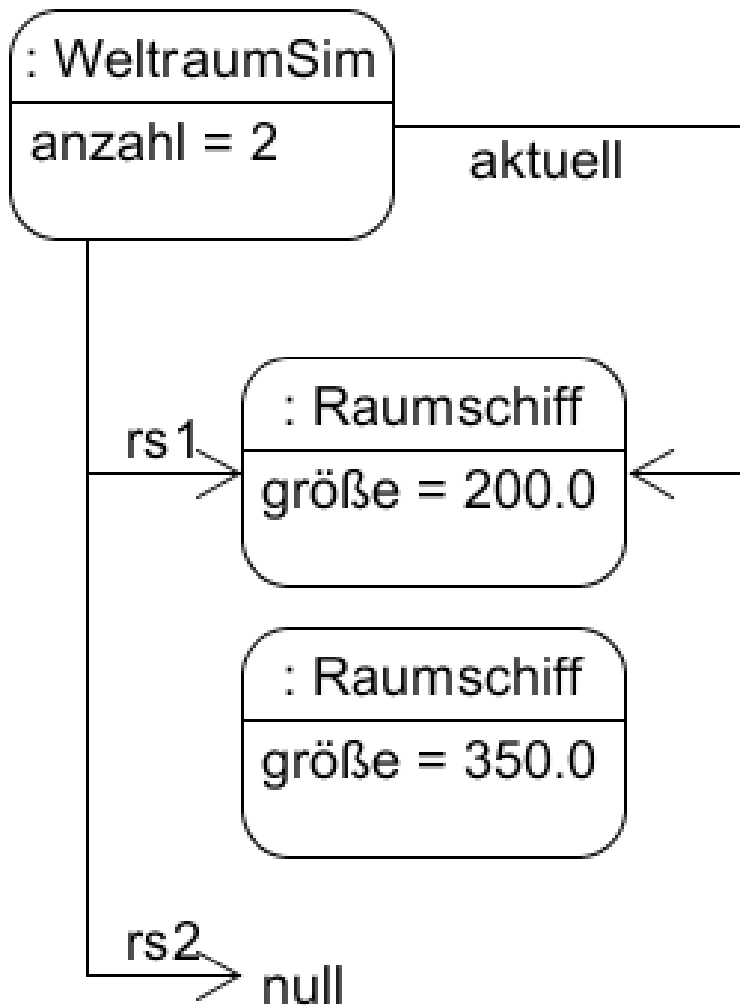 : WeltraumSim
anzahl = 2
aktuell
: Raumschiff
rs1
größe = 200.0
: Raumschiff
größe = 350.0
rs2
null